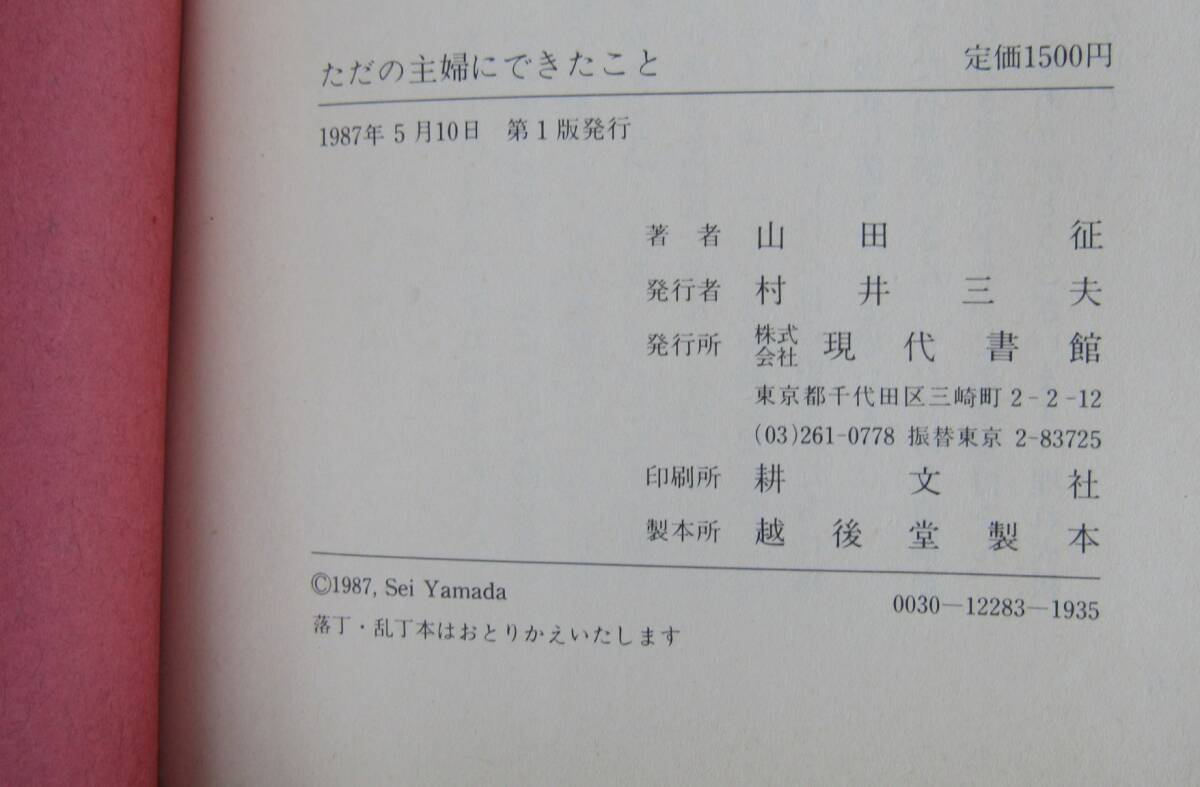 ただの主婦にできたこと 定価1500円
1987年5月10日 第1版発行
著者 山田征
発行者 村井三夫
発行所 株式会社 現代書館
東京都千代田区三崎町2-2-12
(03)261-0778 振替東京 2-83725
印刷所 耕文社
製本所 越後堂製本
©1987, Sei Yamada 0030-12283-1935
落丁・乱丁本はおとりかえいたします